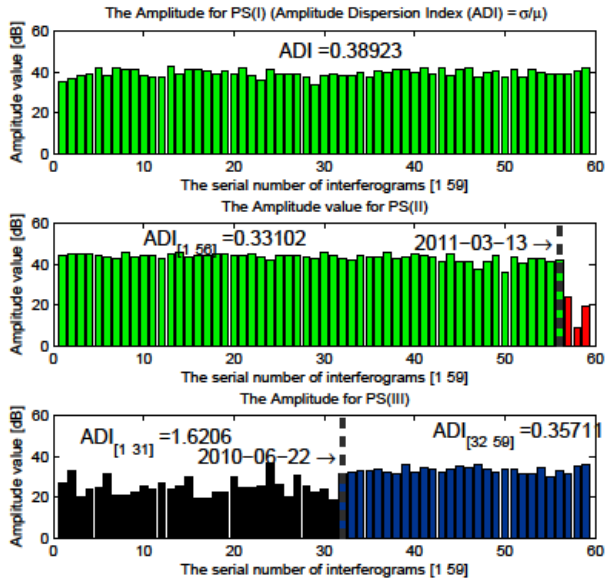 The Amplitude for PS(I) (Amplitude Dispersion Index (ADI) = σ/μ)
Amplitude value [dB]
60
40
20
0
ADI =0.38923
0 10 20 30 40 50 60
The serial number of interferograms [1 59]
The Amplitude value for PS(II)
Amplitude value [dB]
60
40
20
0
ADI[1 56] =0.33102
2011−03−13 →
0 10 20 30 40 50 60
The serial number of interferograms [1 59]
The Amplitude for PS(III)
Amplitude value [dB]
60
40
20
0
ADI[1 31] =1.6206
2010−06−22 →
ADI[32 59] =0.35711
0 10 20 30 40 50 60
The serial number of interferograms [1 59]